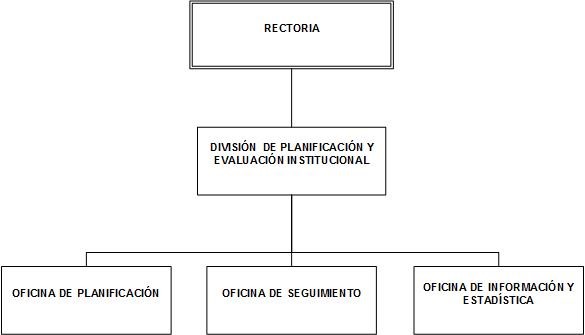 RECTORIA
DIVISIÓN DE PLANIFICACIÓN Y
EVALUACIÓN INSTITUCIONAL
OFICINA DE PLANIFICACIÓN
OFICINA DE SEGUIMIENTO
OFICINA DE INFORMACIÓN Y
ESTADÍSTICA